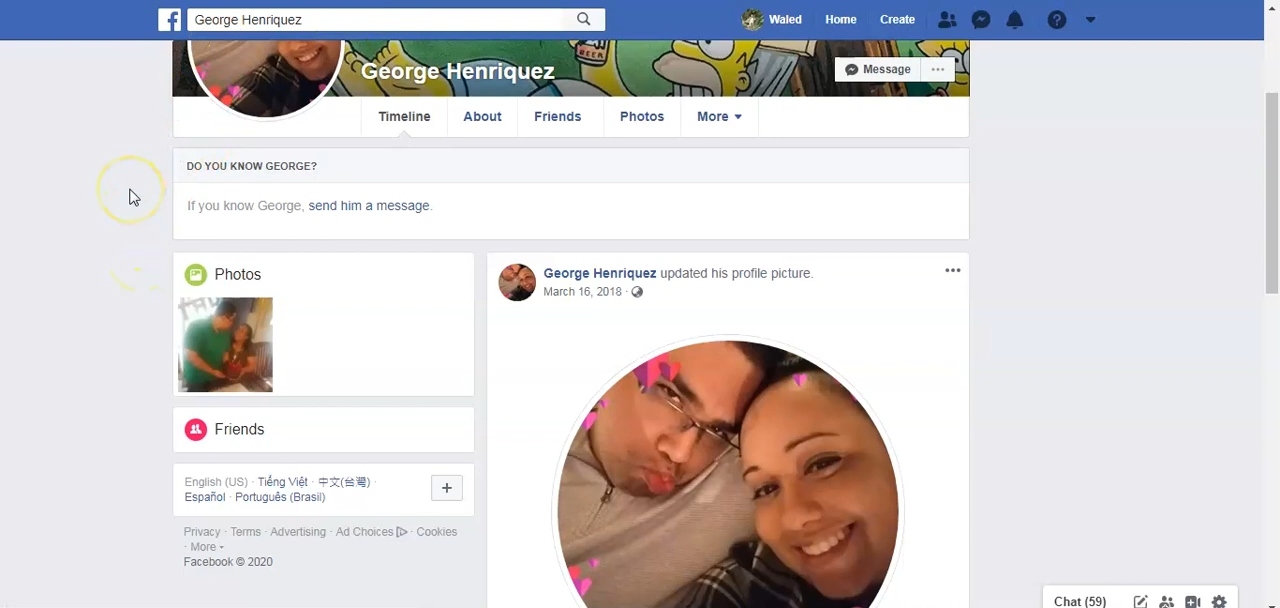 George Henriquez
Waled Home Create
George Henriquez
Message
Timeline About Friends Photos More
DO YOU KNOW GEORGE?
If you know George, send him a message.
Photos
George Henriquez updated his profile picture.
March 16, 2018 ·
Friends
English (US) · Tiếng Việt · 中文(台灣) ·
Español · Português (Brasil)
Privacy · Terms · Advertising · Ad Choices · Cookies
· More
Facebook © 2020
Chat (59)